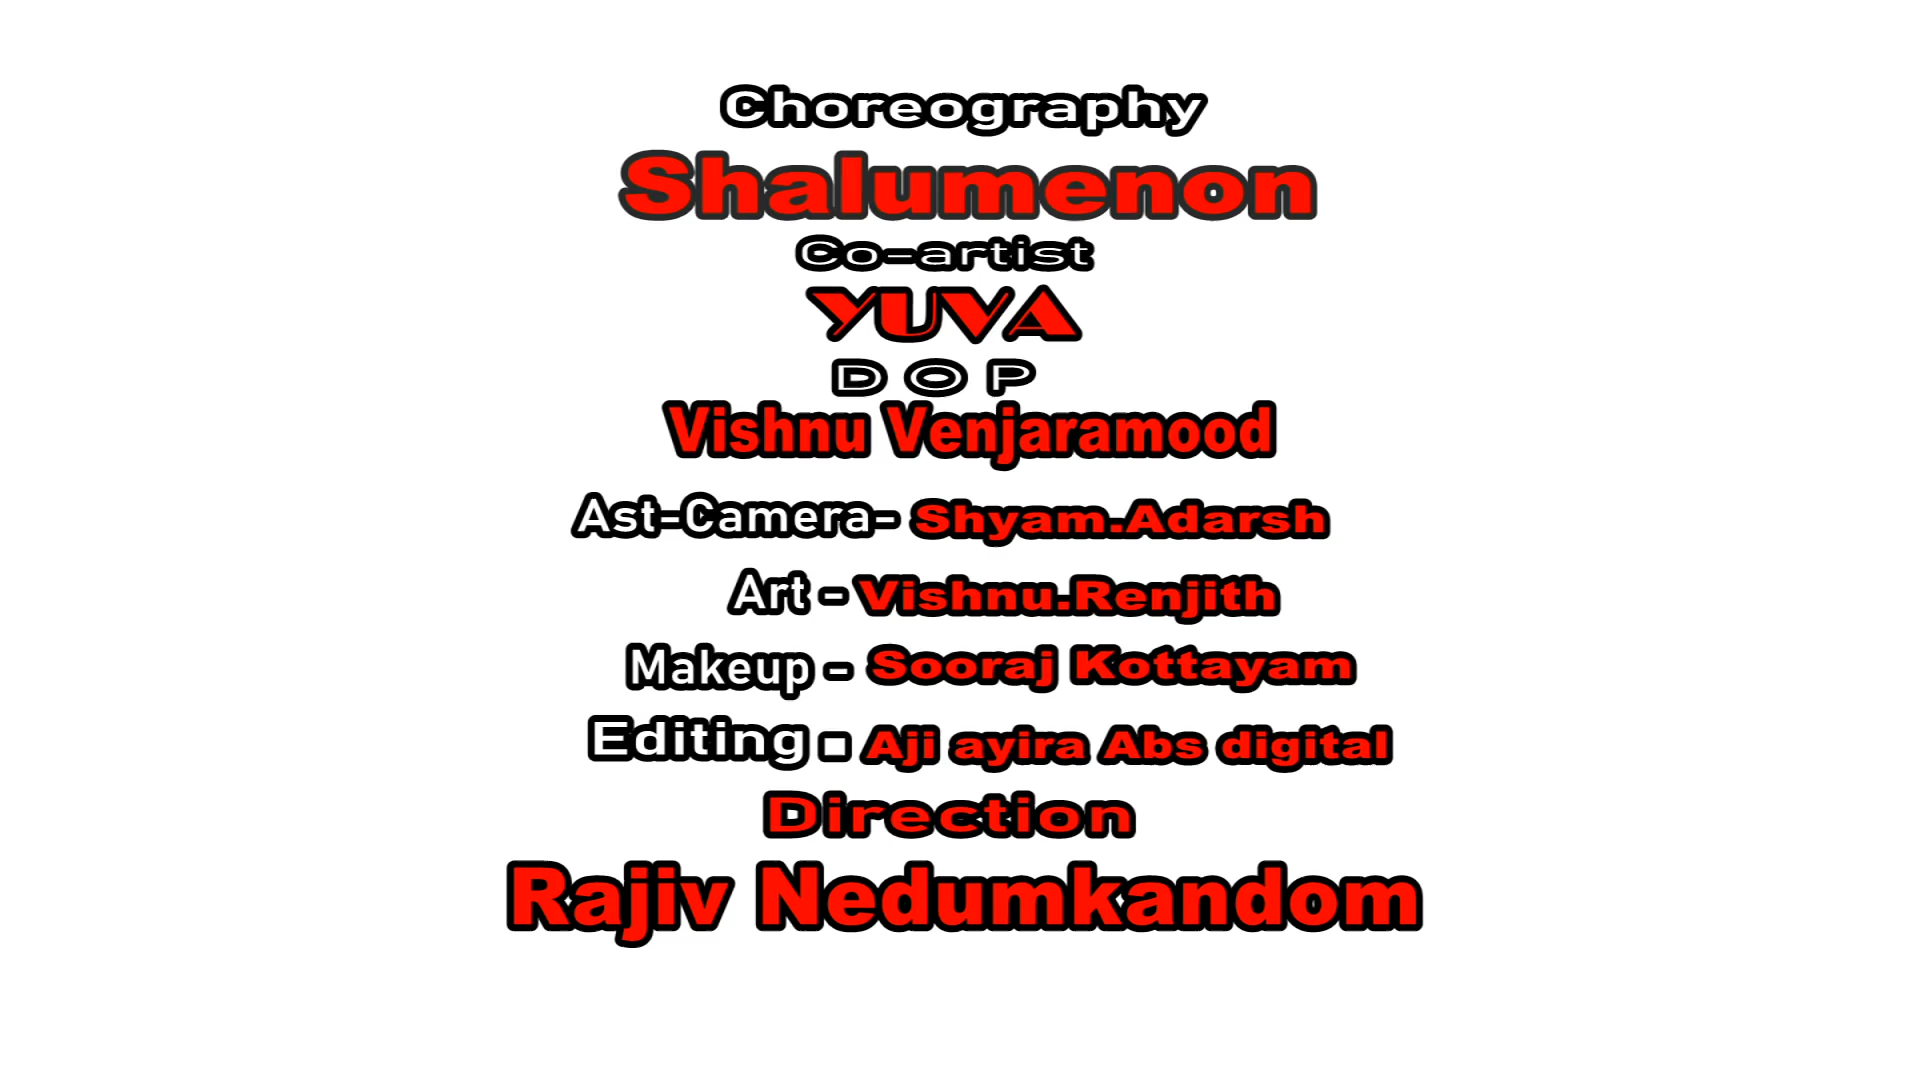 Choreography
Shalumenon
Co-artist
YUVA
D O P
Vishnu Venjaramood
Ast-Camera- Shyam.Adarsh
Art - Vishnu.Renjith
Makeup - Sooraj Kottayam
Editing - Aji ayira Abs digital
Direction
Rajiv Nedumkandom